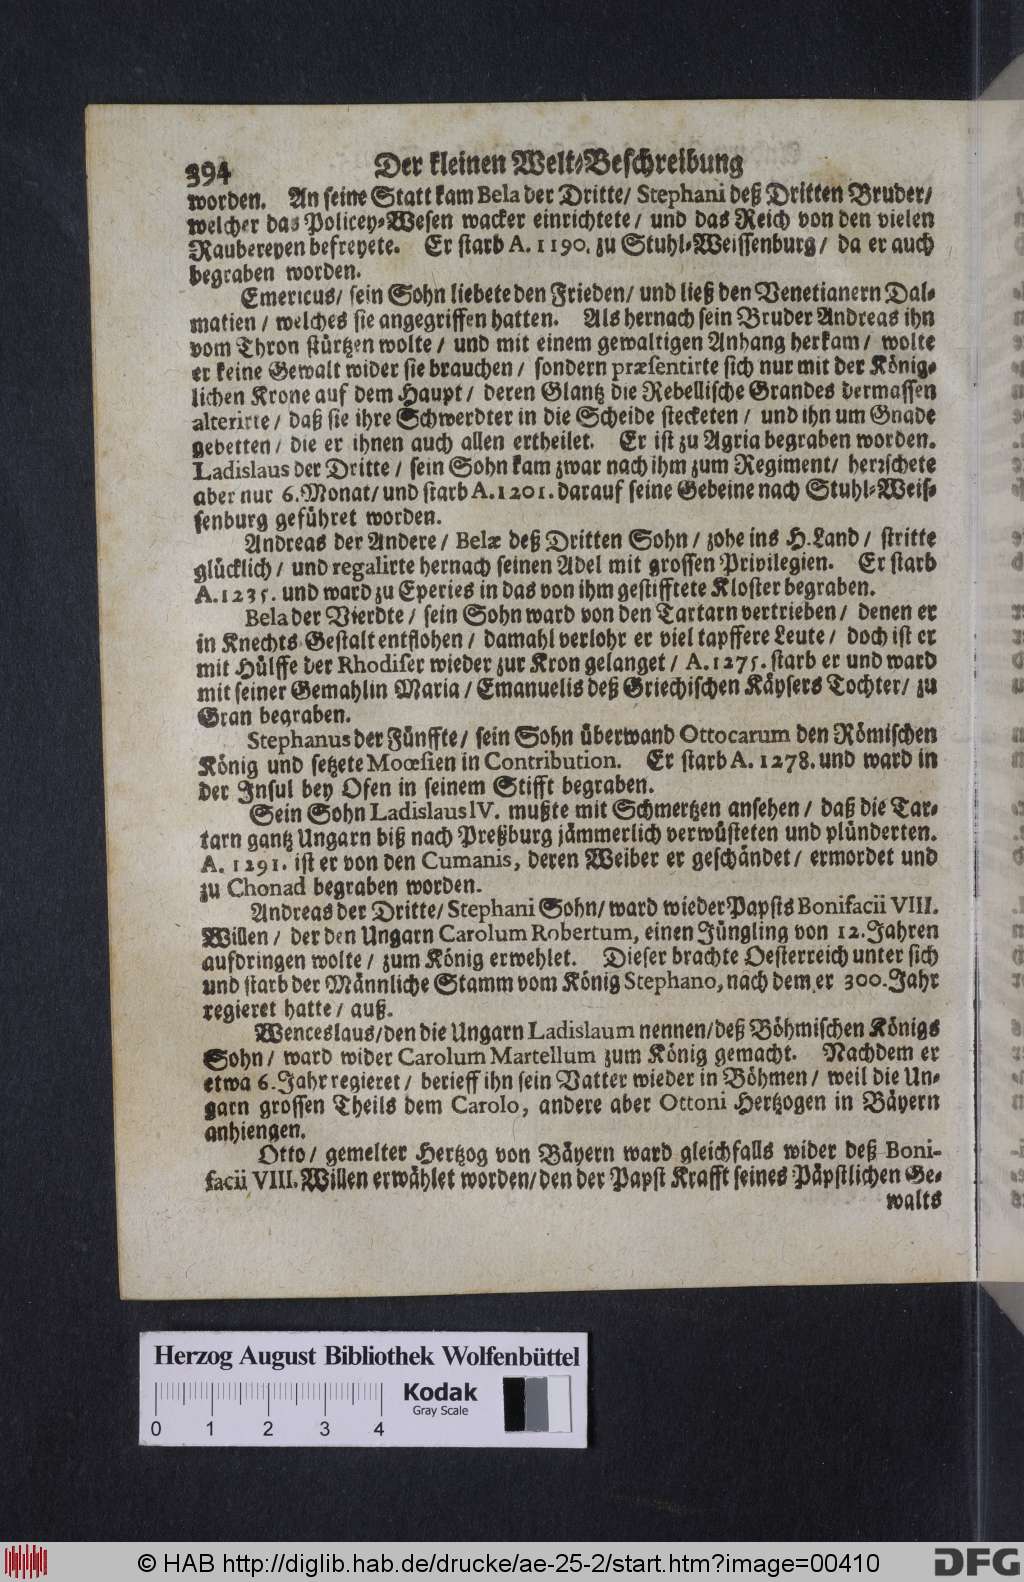 394 Der kleinen Welt-Beschreibung
worden. An seine Statt kam Bela der Dritte/ Stephani deß Dritten Bruder/
welcher das Policey-Wesen wacker einrichtete/ und das Reich von den vielen
Raubereyen befreyete. Er starb A. 1190. zu Stuhl-Weissenburg/ da er auch
begraben worden.
Emericus/ sein Sohn liebete den Frieden/ und ließ den Venetianern Dal-
matien/ welches sie angegriffen hatten. Als hernach sein Bruder Andreas ihn
vom Thron stürtzen wolte/ und mit einem gewaltigen Anhang herkam/ wolte
er keine Gewalt wider sie brauchen/ sondern præsentirte sich nur mit der König-
lichen Krone auf dem Haupt/ deren Glantz die Rebellische Grandes dermassen
alterirte/ daß sie ihre Schwerdter in die Scheide stecketen/ und ihn um Gnade
gebetten/ die er ihnen auch allen ertheilet. Er ist zu Agria begraben worden.
Ladislaus der Dritte/ sein Sohn kam zwar nach ihm zum Regiment/ herrschete
aber nur 6. Monat/ und starb A. 1201. darauf seine Gebeine nach Stuhl-Weis-
senburg geführet worden.
Andreas der Andere/ Belæ deß Dritten Sohn/ zohe ins H. Land/ stritte
glücklich/ und regalirte hernach seinen Adel mit grossen Privilegien. Er starb
A. 1235. und ward zu Eperies in das von ihm gestifftete Kloster begraben.
Bela der Vierdte/ sein Sohn ward von den Tartarn vertrieben/ denen er
in Knechts Gestalt entflohen/ damahl verlohr er viel tapffere Leute/ doch ist er
mit Hülffe der Rhodiser wieder zur Kron gelanget/ A. 1275. starb er und ward
mit seiner Gemahlin Maria/ Emanuelis deß Griechischen Käysers Tochter/ zu
Gran begraben.
Stephanus der Fünffte/ sein Sohn überwand Ottocarum den Römischen
König und setzete Mœsien in Contribution. Er starb A. 1278. und ward in
der Insul bey Ofen in seinem Stifft begraben.
Sein Sohn Ladislaus IV. mußte mit Schmertzen ansehen/ daß die Tar-
tarn gantz Ungarn biß nach Preßburg jämmerlich verwüsteten und plünderten.
A. 1291. ist er von den Cumanis, deren Weiber er geschändet/ ermordet und
zu Chonad begraben worden.
Andreas der Dritte/ Stephani Sohn/ ward wieder Papsts Bonifacii VIII.
Willen/ der den Ungarn Carolum Robertum, einen Jüngling von 12. Jahren
aufdringen wolte/ zum König erwehlet. Dieser brachte Oesterreich unter sich
und starb der Männliche Stamm vom König Stephano, nach dem er 300. Jahr
regieret hatte/ auß.
Wenceslaus/ den die Ungarn Ladislaum nennen/ deß Böhmischen Königs
Sohn/ ward wider Carolum Martellum zum König gemacht. Nachdem er
etwa 6. Jahr regieret/ berieff ihn sein Vatter wieder in Böhmen/ weil die Un-
garn grossen Theils dem Carolo, andere aber Ottoni Hertzogen in Bäyern
anhiengen.
Otto/ gemelter Hertzog von Bäyern ward gleichfalls wider deß Boni-
facii VIII. Willen erwählet worden/ den der Papst Krafft seines Päpstlichen Ge-
walts
Herzog August Bibliothek Wolfenbüttel
Kodak
Gray Scale
0 1 2 3 4
© HAB http://diglib.hab.de/drucke/ae-25-2/start.htm?image=00410
DFG